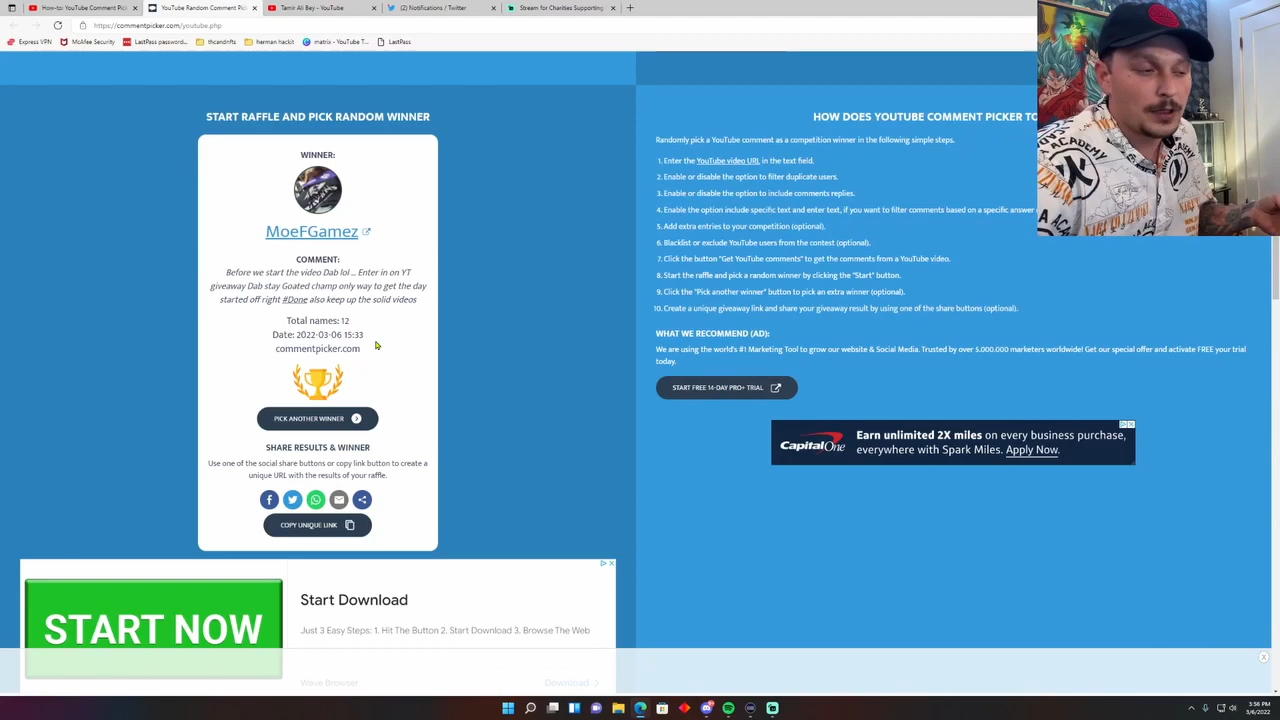 How-to: YouTube Comment Pick
YouTube Random Comment Pick
Tamir Ali Bey - YouTube
(2) Notifications / Twitter
Stream for Charities Supporting
https://commentpicker.com/youtube.php
Express VPN
McAfee Security
LastPass password...
thcandnfts
herman hackit
matrix - YouTube T...
LastPass
START RAFFLE AND PICK RANDOM WINNER
WINNER:
MoeFGamez
COMMENT:
Before we start the video Dab lol ... Enter in on YT
giveaway Dab stay Goated champ only way to get the day
started off right #Done also keep up the solid videos
Total names: 12
Date: 2022-03-06 15:33
commentpicker.com
PICK ANOTHER WINNER
SHARE RESULTS & WINNER
Use one of the social share buttons or copy link button to create a
unique URL with the results of your raffle.
COPY UNIQUE LINK
START NOW
Start Download
Just 3 Easy Steps: 1. Hit The Button 2. Start Download 3. Browse The Web
Wave Browser
Download
HOW DOES YOUTUBE COMMENT PICKER TO
Randomly pick a YouTube comment as a competition winner in the following simple steps.
1. Enter the YouTube video URL in the text field.
2. Enable or disable the option to filter duplicate users.
3. Enable or disable the option to include comments replies.
4. Enable the option include specific text and enter text, if you want to filter comments based on a specific answer
5. Add extra entries to your competition (optional).
6. Blacklist or exclude YouTube users from the contest (optional).
7. Click the button "Get YouTube comments" to get the comments from a YouTube video.
8. Start the raffle and pick a random winner by clicking the "Start" button.
9. Click the "Pick another winner" button to pick an extra winner (optional).
10. Create a unique giveaway link and share your giveaway result by using one of the share buttons (optional).
WHAT WE RECOMMEND (AD):
We are using the world's #1 Marketing Tool to grow our website & Social Media. Trusted by over 5.000.000 marketers worldwide! Get our special offer and activate FREE your trial
today.
START FREE 14-DAY PRO+ TRIAL
Capital One
Earn unlimited 2X miles on every business purchase,
everywhere with Spark Miles. Apply Now.
ACADEMY
3:56 PM
3/6/2022